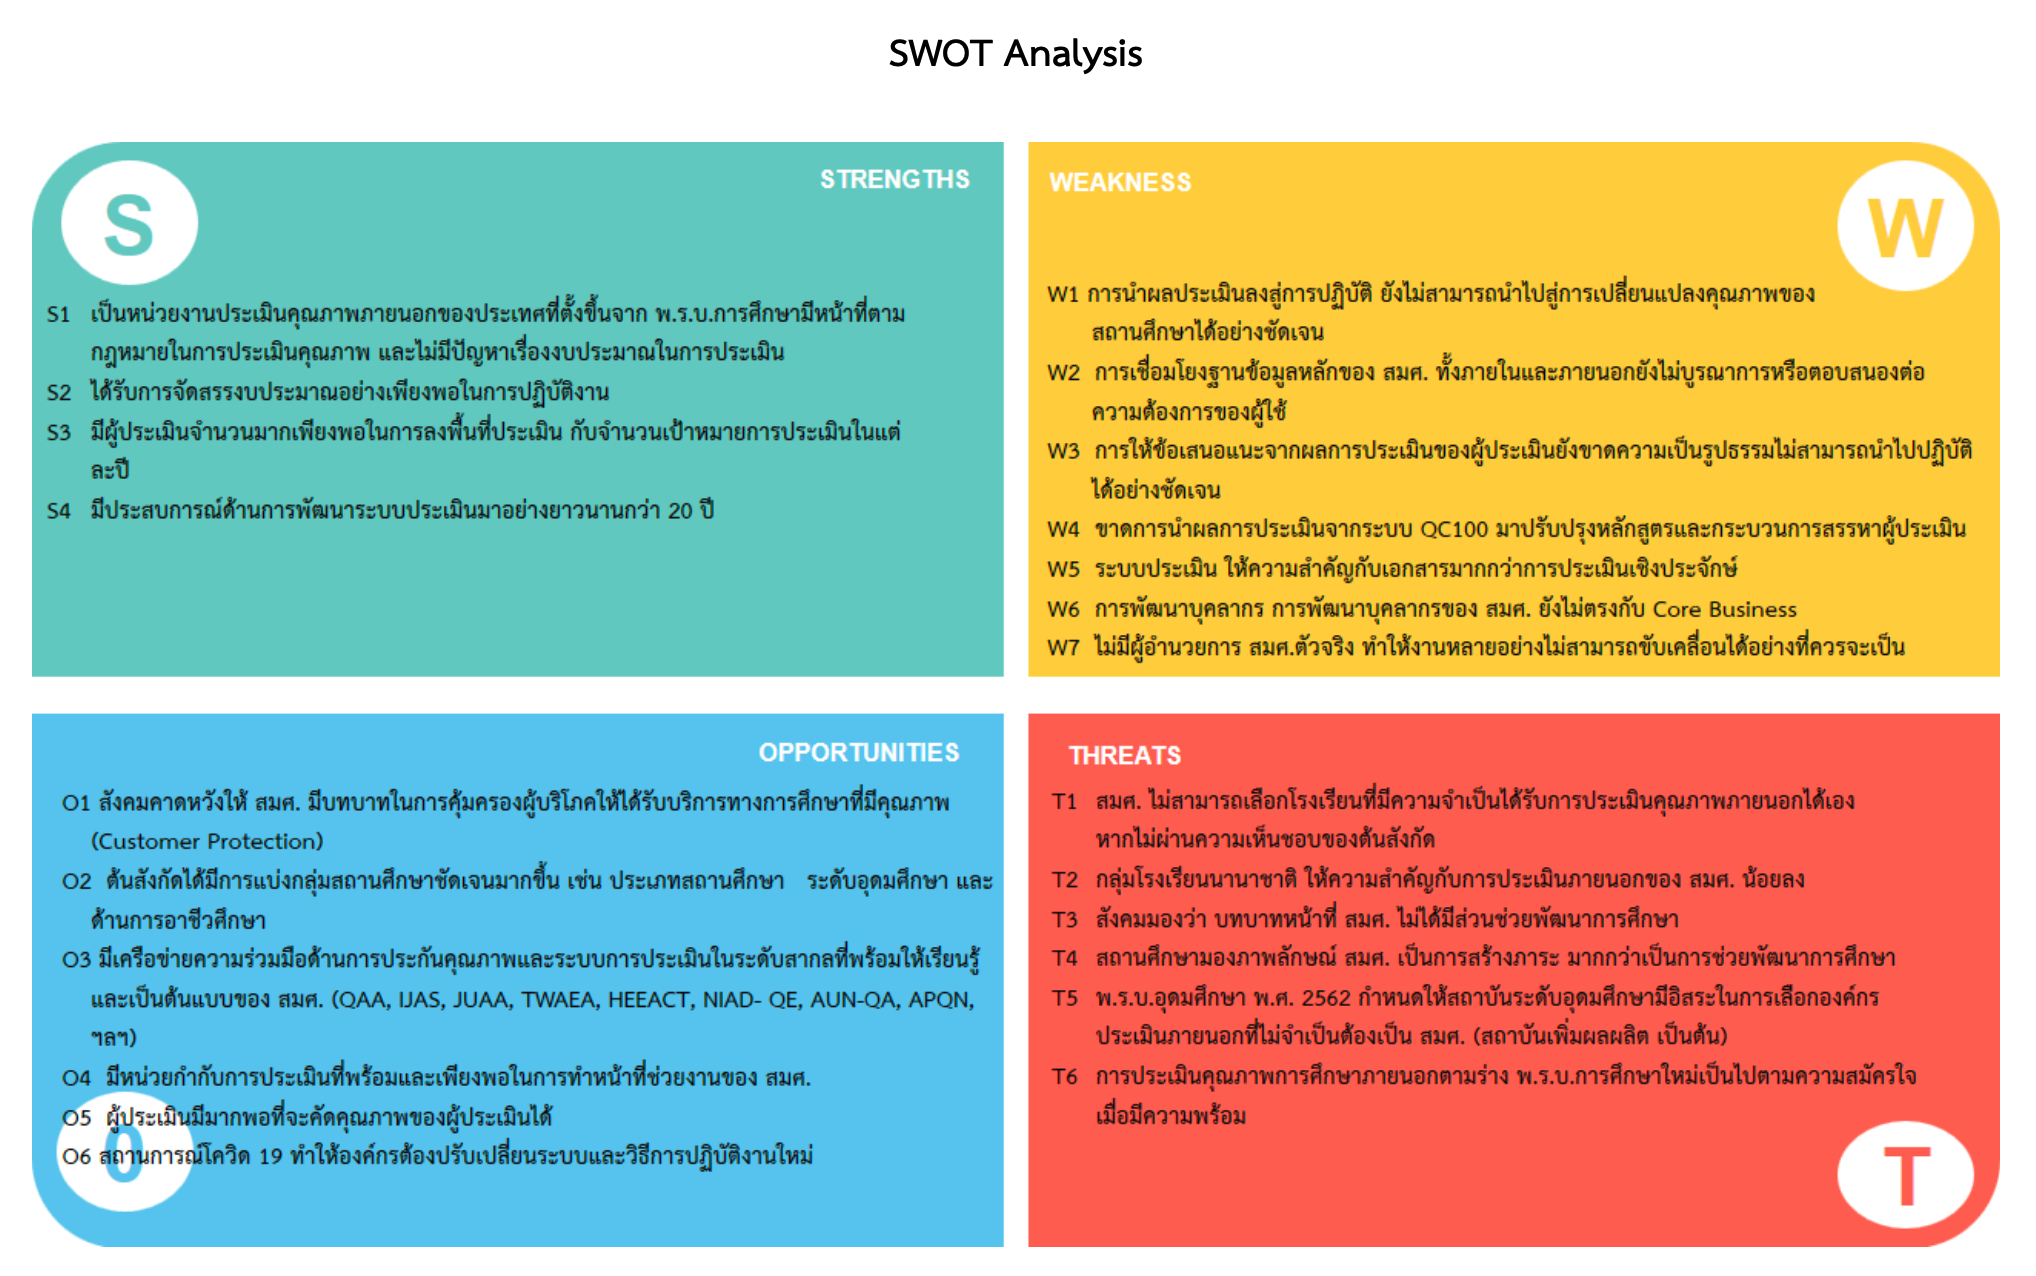 SWOT Analysis
S
STRENGTHS
S1 เป็นหน่วยงานประเมินคุณภาพภายนอกของประเทศที่ตั้งขึ้นจาก พ.ร.บ.การศึกษามีหน้าที่ตาม
กฎหมายในการประเมินคุณภาพ และไม่มีปัญหาเรื่องงบประมาณในการประเมิน
S2 ได้รับการจัดสรรงบประมาณอย่างเพียงพอในการปฏิบัติงาน
S3 มีผู้ประเมินจำนวนมากเพียงพอในการลงพื้นที่ประเมิน กับจำนวนเป้าหมายการประเมินในแต่
ละปี
S4 มีประสบการณ์ด้านการพัฒนาระบบประเมินมาอย่างยาวนานกว่า 20 ปี
WEAKNESS
W
W1 การนำผลประเมินลงสู่การปฏิบัติ ยังไม่สามารถนำไปสู่การเปลี่ยนแปลงคุณภาพของ
สถานศึกษาได้อย่างชัดเจน
W2 การเชื่อมโยงฐานข้อมูลหลักของ สมศ. ทั้งภายในและภายนอกยังไม่บูรณาการหรือตอบสนองต่อ
ความต้องการของผู้ใช้
W3 การให้ข้อเสนอแนะจากผลการประเมินของผู้ประเมินยังขาดความเป็นรูปธรรมไม่สามารถนำไปปฏิบัติ
ได้อย่างชัดเจน
W4 ขาดการนำผลการประเมินจากระบบ QC100 มาปรับปรุงหลักสูตรและกระบวนการสรรหาผู้ประเมิน
W5 ระบบประเมิน ให้ความสำคัญกับเอกสารมากกว่าการประเมินเชิงประจักษ์
W6 การพัฒนาบุคลากร การพัฒนาบุคลากรของ สมศ. ยังไม่ตรงกับ Core Business
W7 ไม่มีผู้อำนวยการ สมศ.ตัวจริง ทำให้งานหลายอย่างไม่สามารถขับเคลื่อนได้อย่างที่ควรจะเป็น
OPPORTUNITIES
O1 สังคมคาดหวังให้ สมศ. มีบทบาทในการคุ้มครองผู้บริโภคให้ได้รับบริการทางการศึกษาที่มีคุณภาพ
(Customer Protection)
O2 ต้นสังกัดได้มีการแบ่งกลุ่มสถานศึกษาชัดเจนมากขึ้น เช่น ประเภทสถานศึกษา ระดับอุดมศึกษา และ
ด้านการอาชีวศึกษา
O3 มีเครือข่ายความร่วมมือด้านการประกันคุณภาพและระบบการประเมินในระดับสากลที่พร้อมให้เรียนรู้
และเป็นต้นแบบของ สมศ. (QAA, IJAS, JUAA, TWAEA, HEEACT, NIAD- QE, AUN-QA, APQN,
ฯลฯ)
O4 มีหน่วยกำกับการประเมินที่พร้อมและเพียงพอในการทำหน้าที่ช่วยงานของ สมศ.
O5 ผู้ประเมินมีมากพอที่จะคัดคุณภาพของผู้ประเมินได้
O6 สถานการณ์โควิด 19 ทำให้องค์กรต้องปรับเปลี่ยนระบบและวิธีการปฏิบัติงานใหม่
0
THREATS
T1 สมศ. ไม่สามารถเลือกโรงเรียนที่มีความจำเป็นได้รับการประเมินคุณภาพภายนอกได้เอง
หากไม่ผ่านความเห็นชอบของต้นสังกัด
T2 กลุ่มโรงเรียนนานาชาติ ให้ความสำคัญกับการประเมินภายนอกของ สมศ. น้อยลง
T3 สังคมมองว่า บทบาทหน้าที่ สมศ. ไม่ได้มีส่วนช่วยพัฒนาการศึกษา
T4 สถานศึกษามองภาพลักษณ์ สมศ. เป็นการสร้างภาระ มากกว่าเป็นการช่วยพัฒนาการศึกษา
T5 พ.ร.บ.อุดมศึกษา พ.ศ. 2562 กำหนดให้สถาบันระดับอุดมศึกษามีอิสระในการเลือกองค์กร
ประเมินภายนอกที่ไม่จำเป็นต้องเป็น สมศ. (สถาบันเพิ่มผลผลิต เป็นต้น)
T6 การประเมินคุณภาพการศึกษาภายนอกตามร่าง พ.ร.บ.การศึกษาใหม่เป็นไปตามความสมัครใจ
เมื่อมีความพร้อม
T